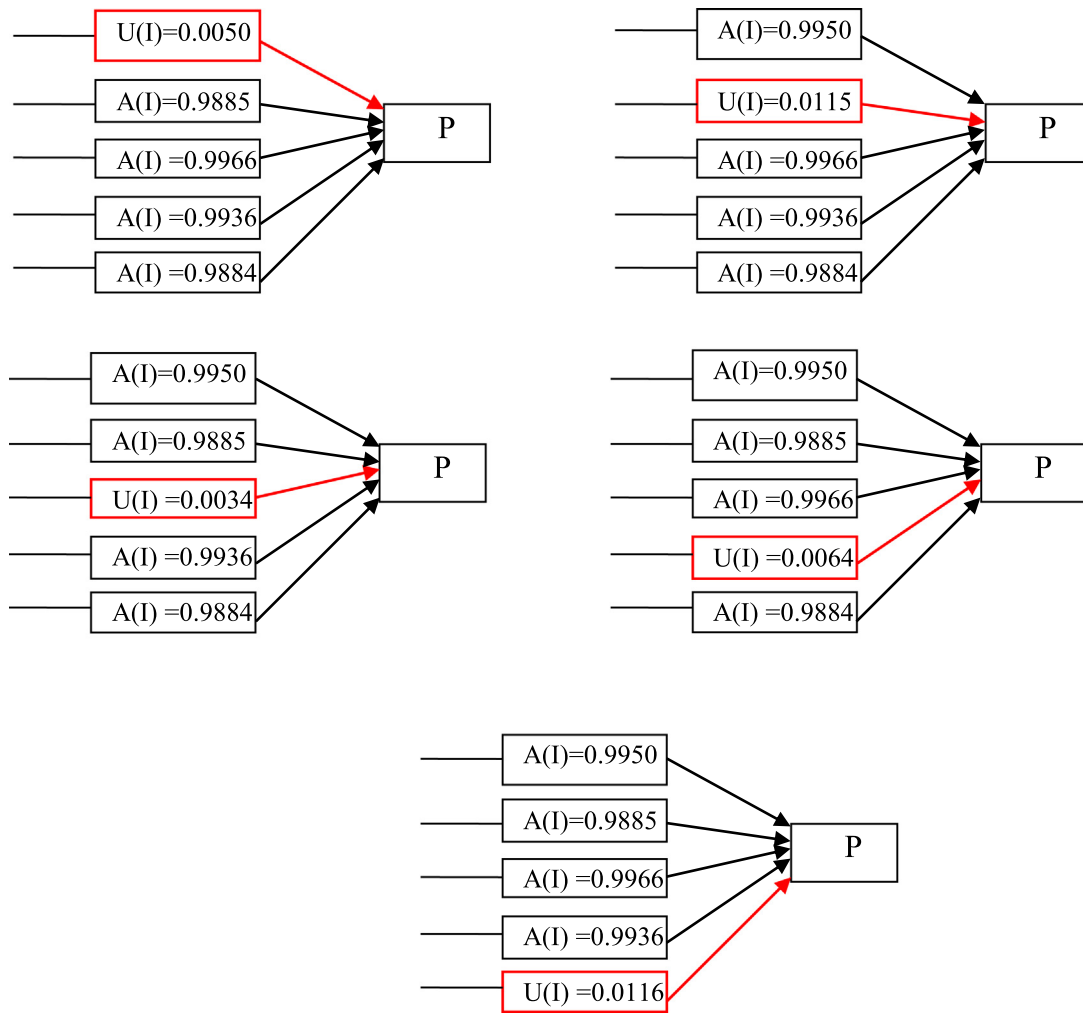 U(I)=0.0050
A(I)=0.9885
A(I) =0.9966
A(I) =0.9936
A(I) =0.9884
P
A(I)=0.9950
U(I)=0.0115
A(I) =0.9966
A(I) =0.9936
A(I) =0.9884
P
A(I)=0.9950
A(I)=0.9885
U(I) =0.0034
A(I) =0.9936
A(I) =0.9884
P
A(I)=0.9950
A(I)=0.9885
A(I) =0.9966
U(I) =0.0064
A(I) =0.9884
P
A(I)=0.9950
A(I)=0.9885
A(I) =0.9966
A(I) =0.9936
U(I) =0.0116
P